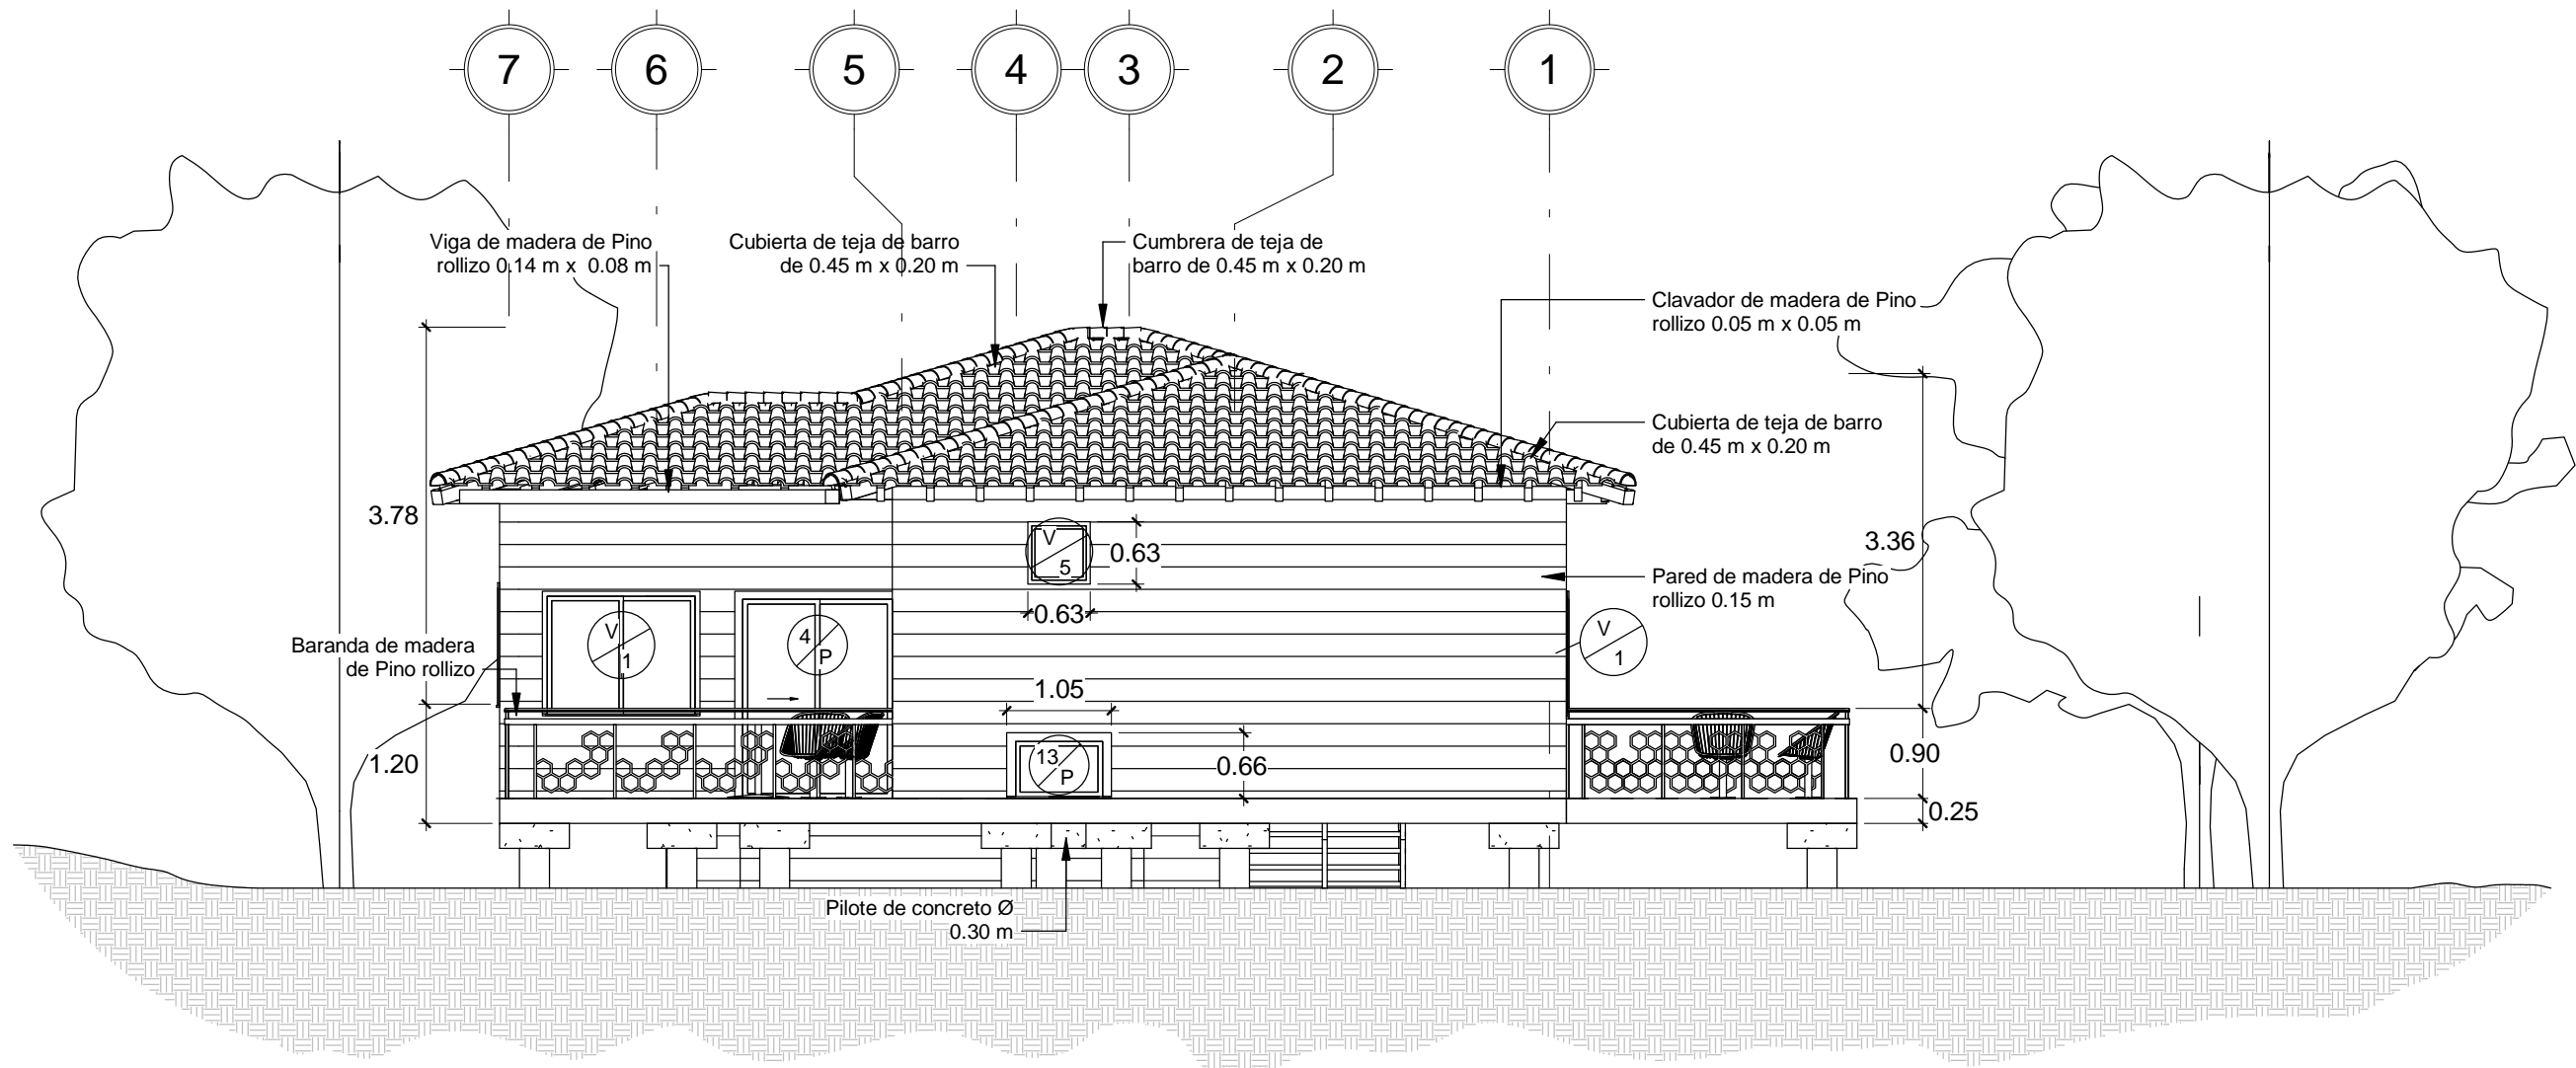 7
6
5
4
3
2
1
Viga de madera de Pino
rollizo 0.14 m x 0.08 m
Cubierta de teja de barro
de 0.45 m x 0.20 m
Cumbrera de teja de
barro de 0.45 m x 0.20 m
Clavador de madera de Pino
rollizo 0.05 m x 0.05 m
Cubierta de teja de barro
de 0.45 m x 0.20 m
3.78
V
5
0.63
0.63
3.36
Pared de madera de Pino
rollizo 0.15 m
V
1
4
P
V
1
Baranda de madera
de Pino rollizo
1.05
1.20
13
P
0.66
0.90
0.25
Pilote de concreto Ø
0.30 m